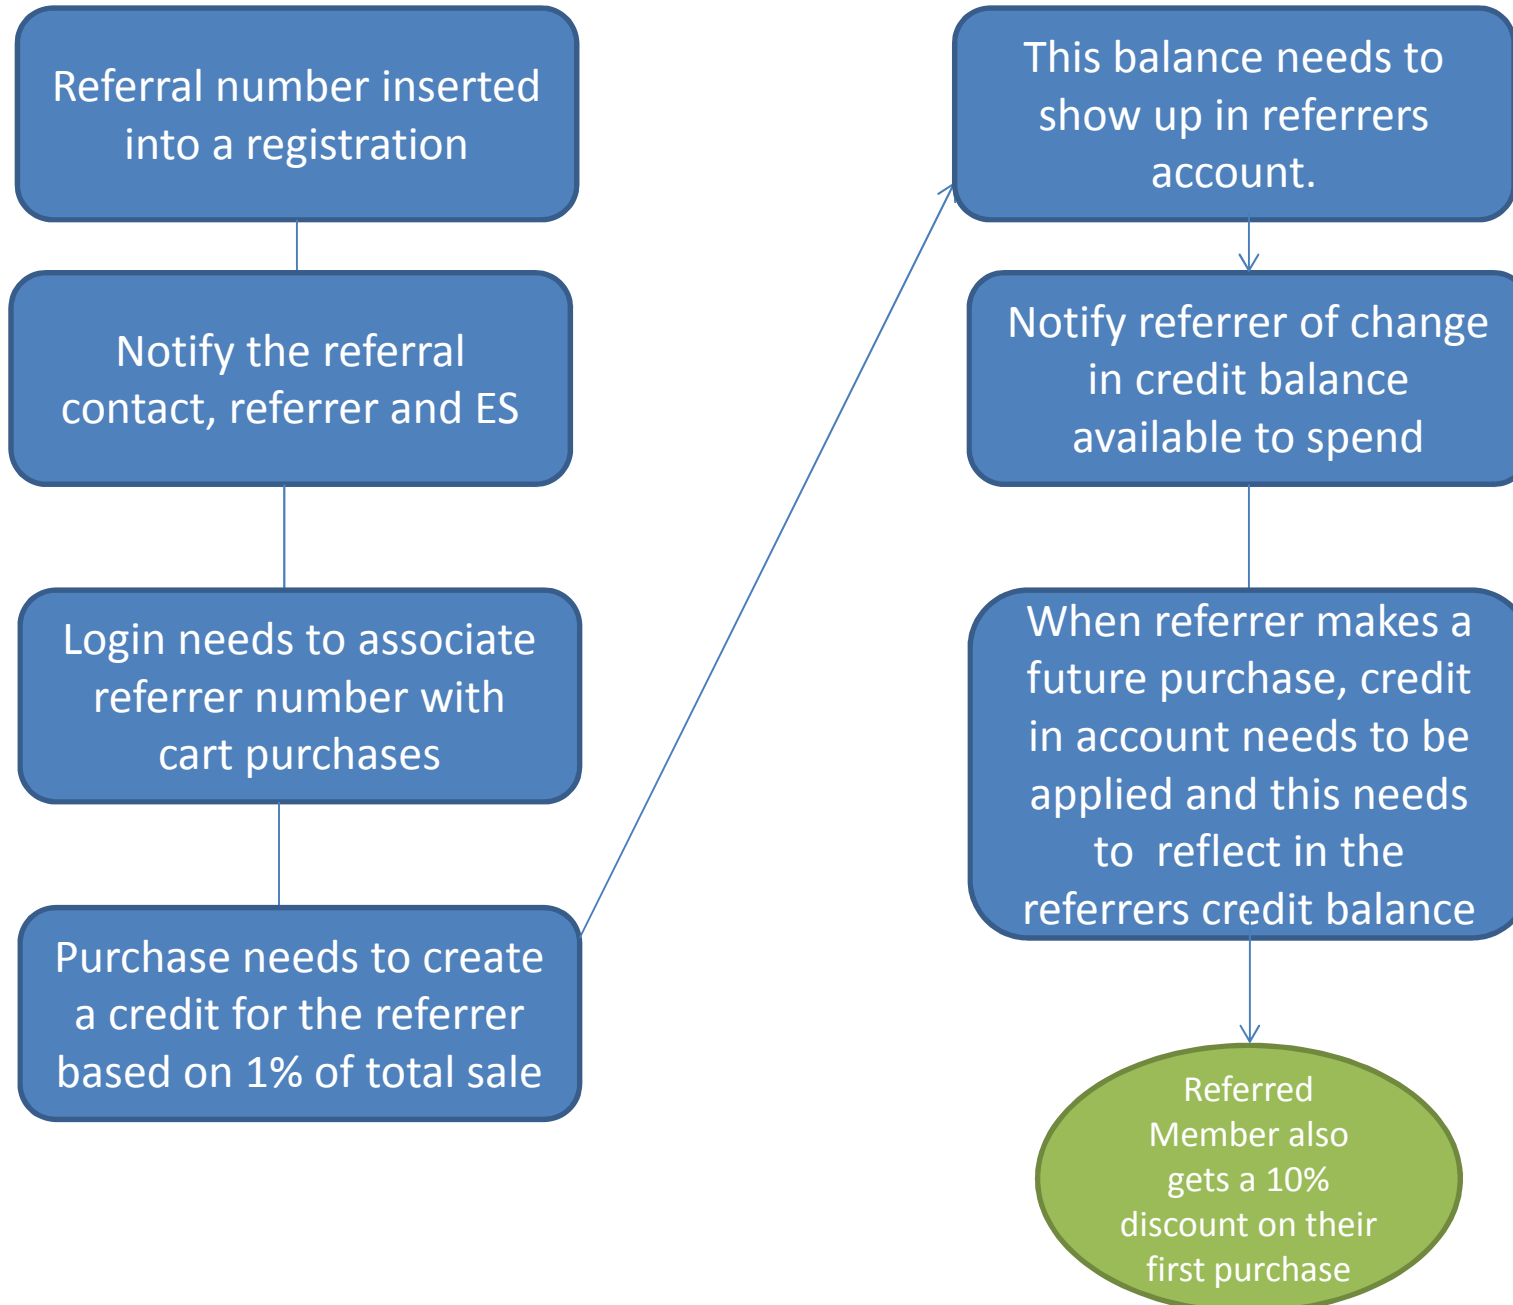 Referral number inserted
into a registration
Notify the referral
contact, referrer and ES
Login needs to associate
referrer number with
cart purchases
Purchase needs to create
a credit for the referrer
based on 1% of total sale
This balance needs to
show up in referrers
account.
Notify referrer of change
in credit balance
available to spend
When referrer makes a
future purchase, credit
in account needs to be
applied and this needs
to  reflect in the
referrers credit balance
Referred
Member also
gets a 10%
discount on their
first purchase